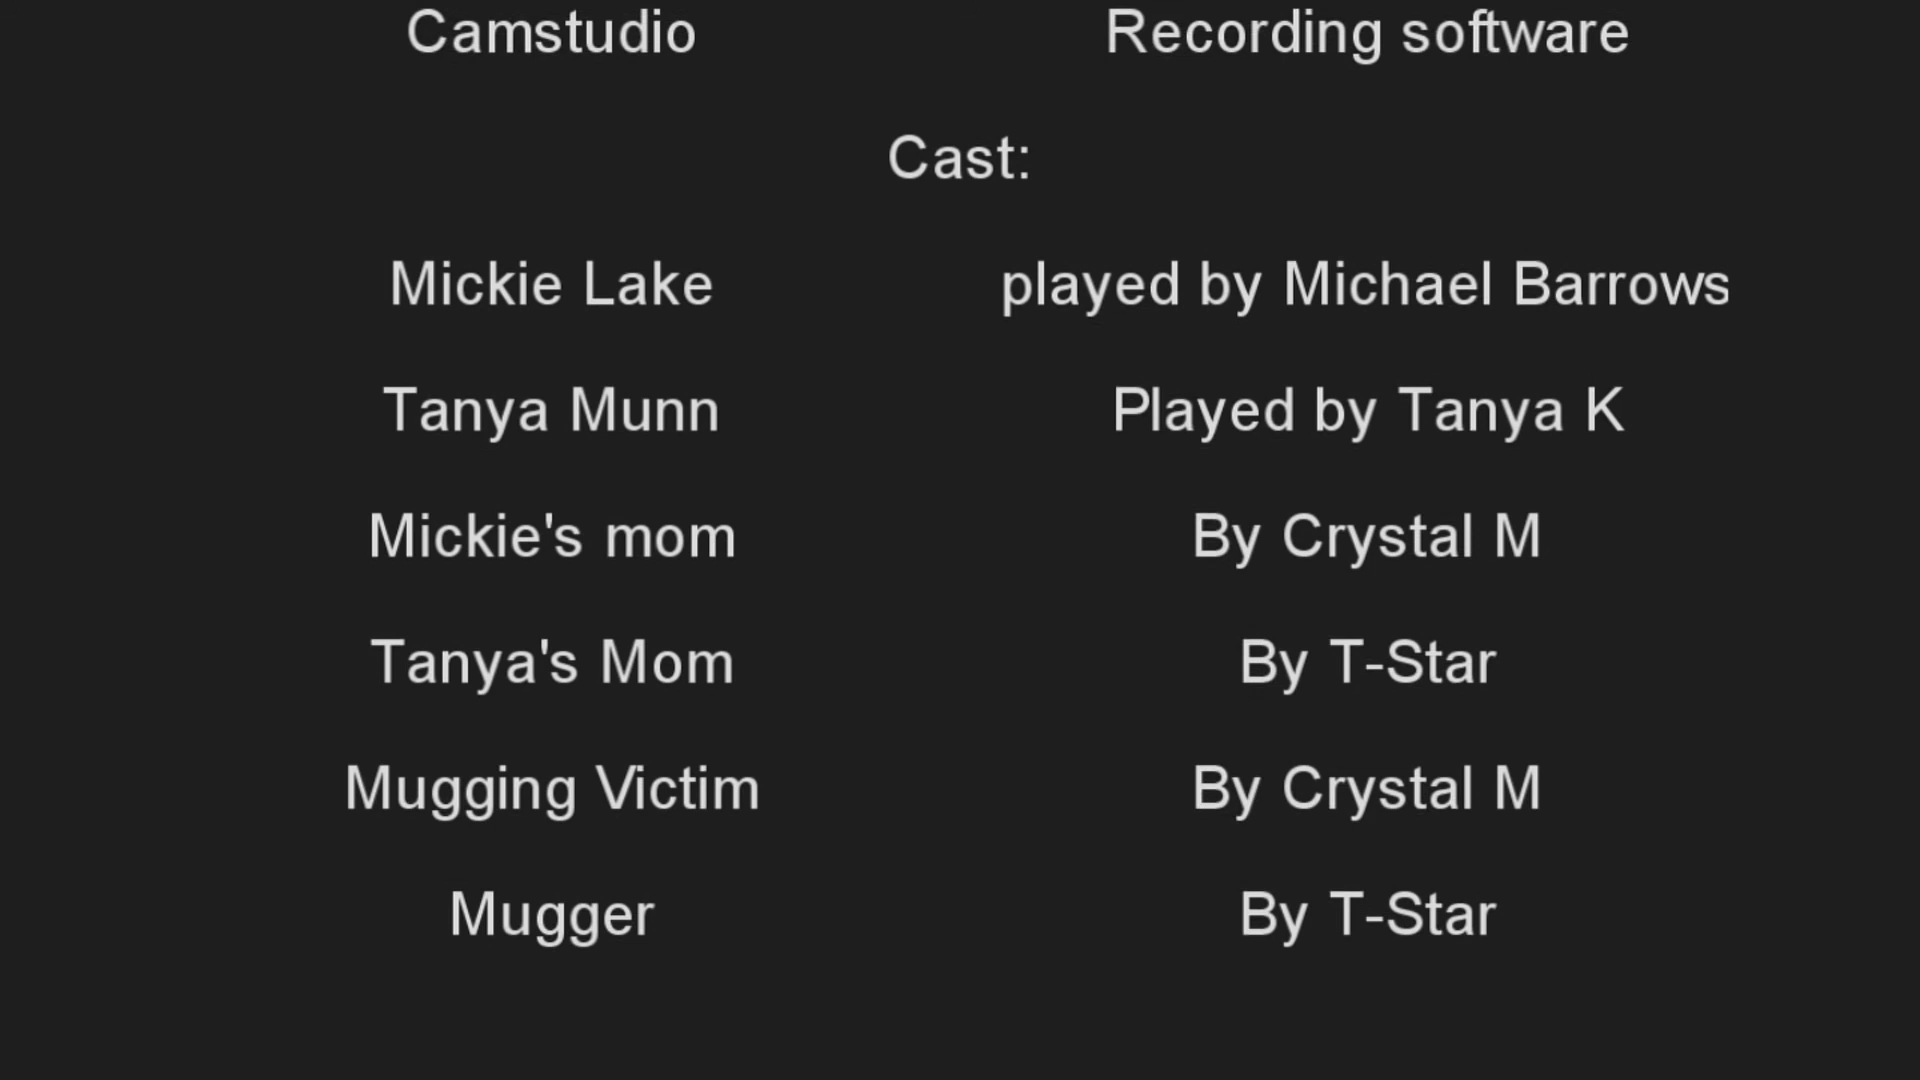 Camstudio Recording software
Cast:
Mickie Lake played by Michael Barrows
Tanya Munn Played by Tanya K
Mickie's mom By Crystal M
Tanya's Mom By T-Star
Mugging Victim By Crystal M
Mugger By T-Star